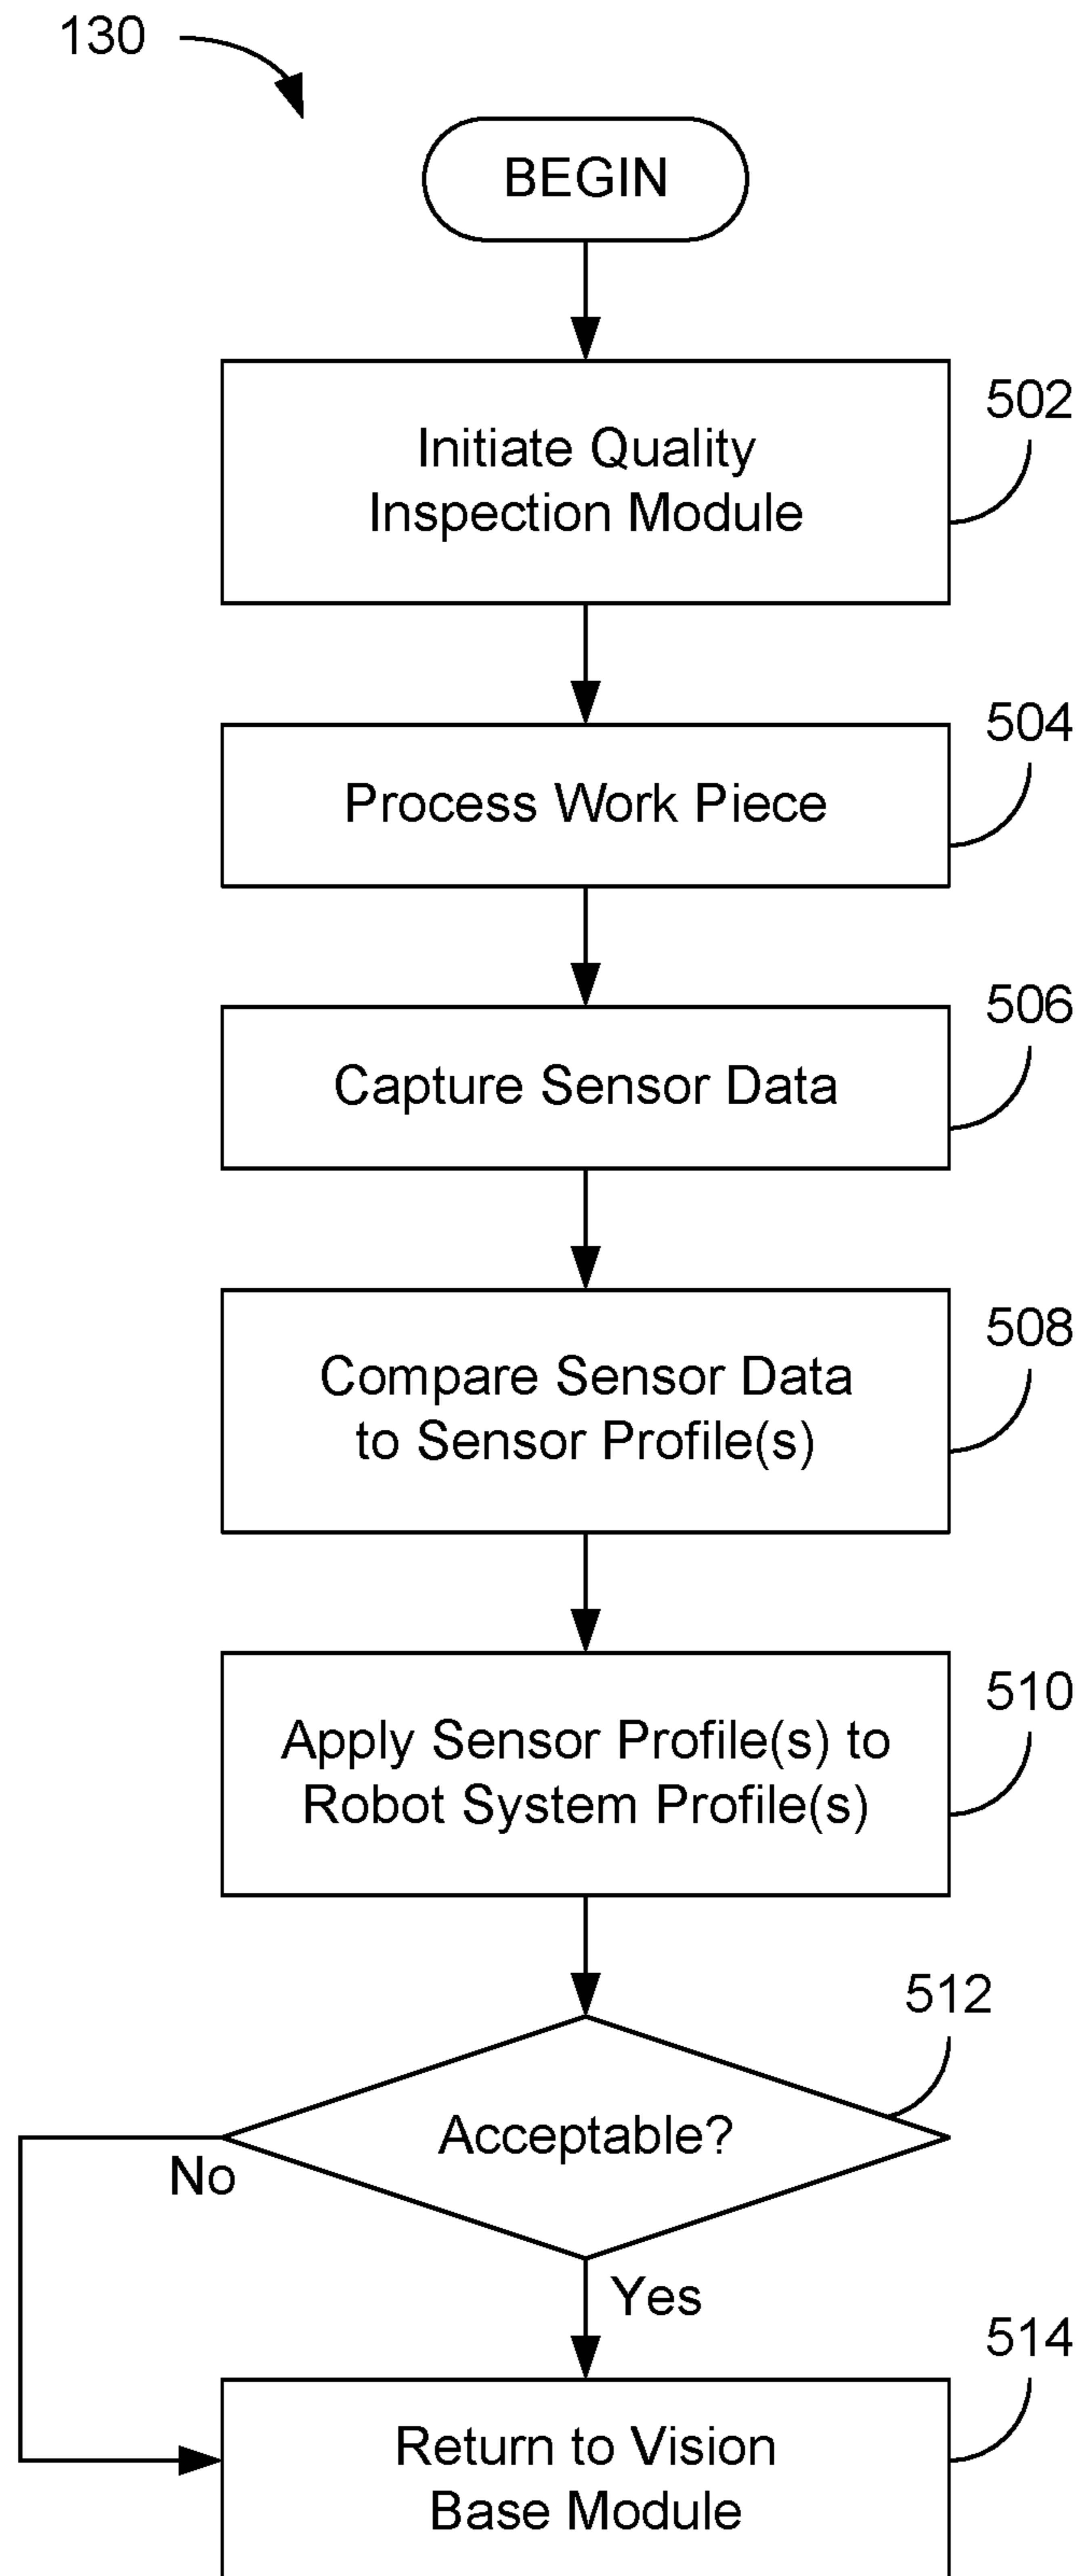 130
BEGIN
502
Initiate Quality
Inspection Module
504
Process Work Piece
506
Capture Sensor Data
508
Compare Sensor Data
to Sensor Profile(s)
510
Apply Sensor Profile(s) to
Robot System Profile(s)
512
Acceptable?
No
Yes
514
Return to Vision
Base Module